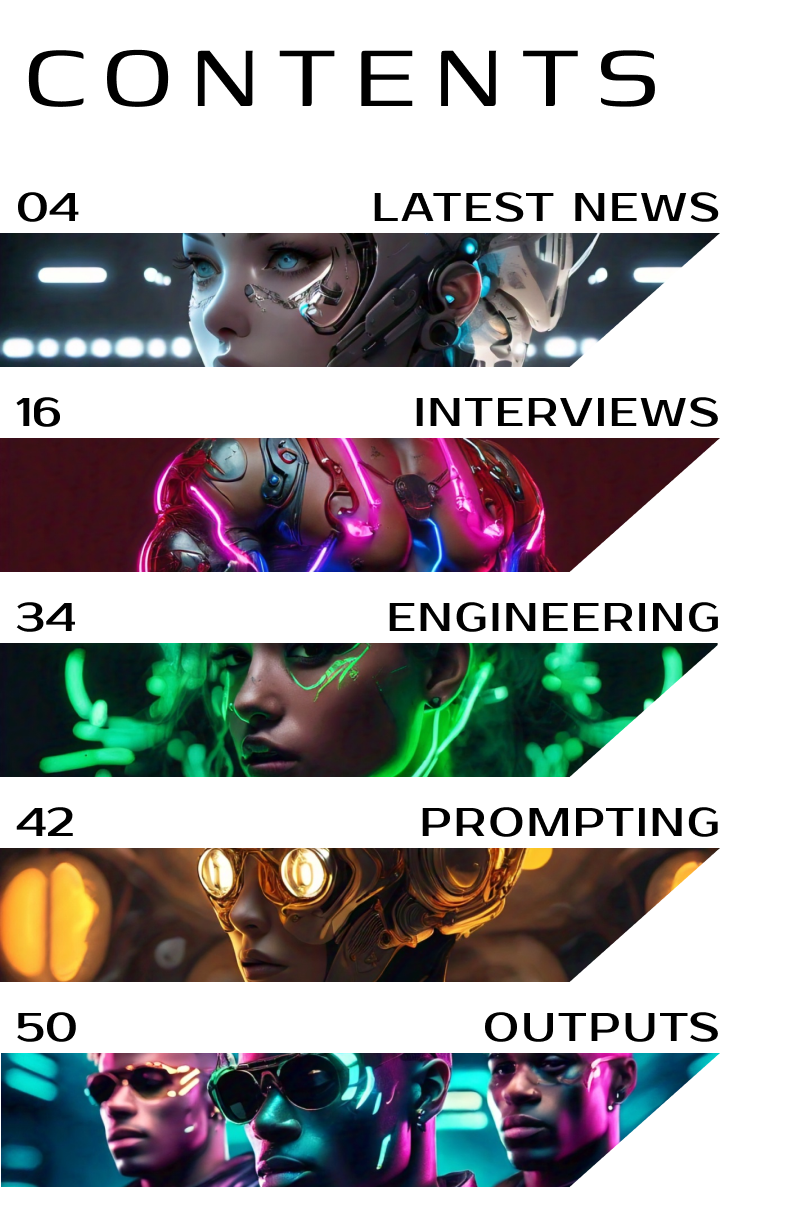 CONTENTS
04 LATEST NEWS
16 INTERVIEWS
34 ENGINEERING
42 PROMPTING
50 OUTPUTS